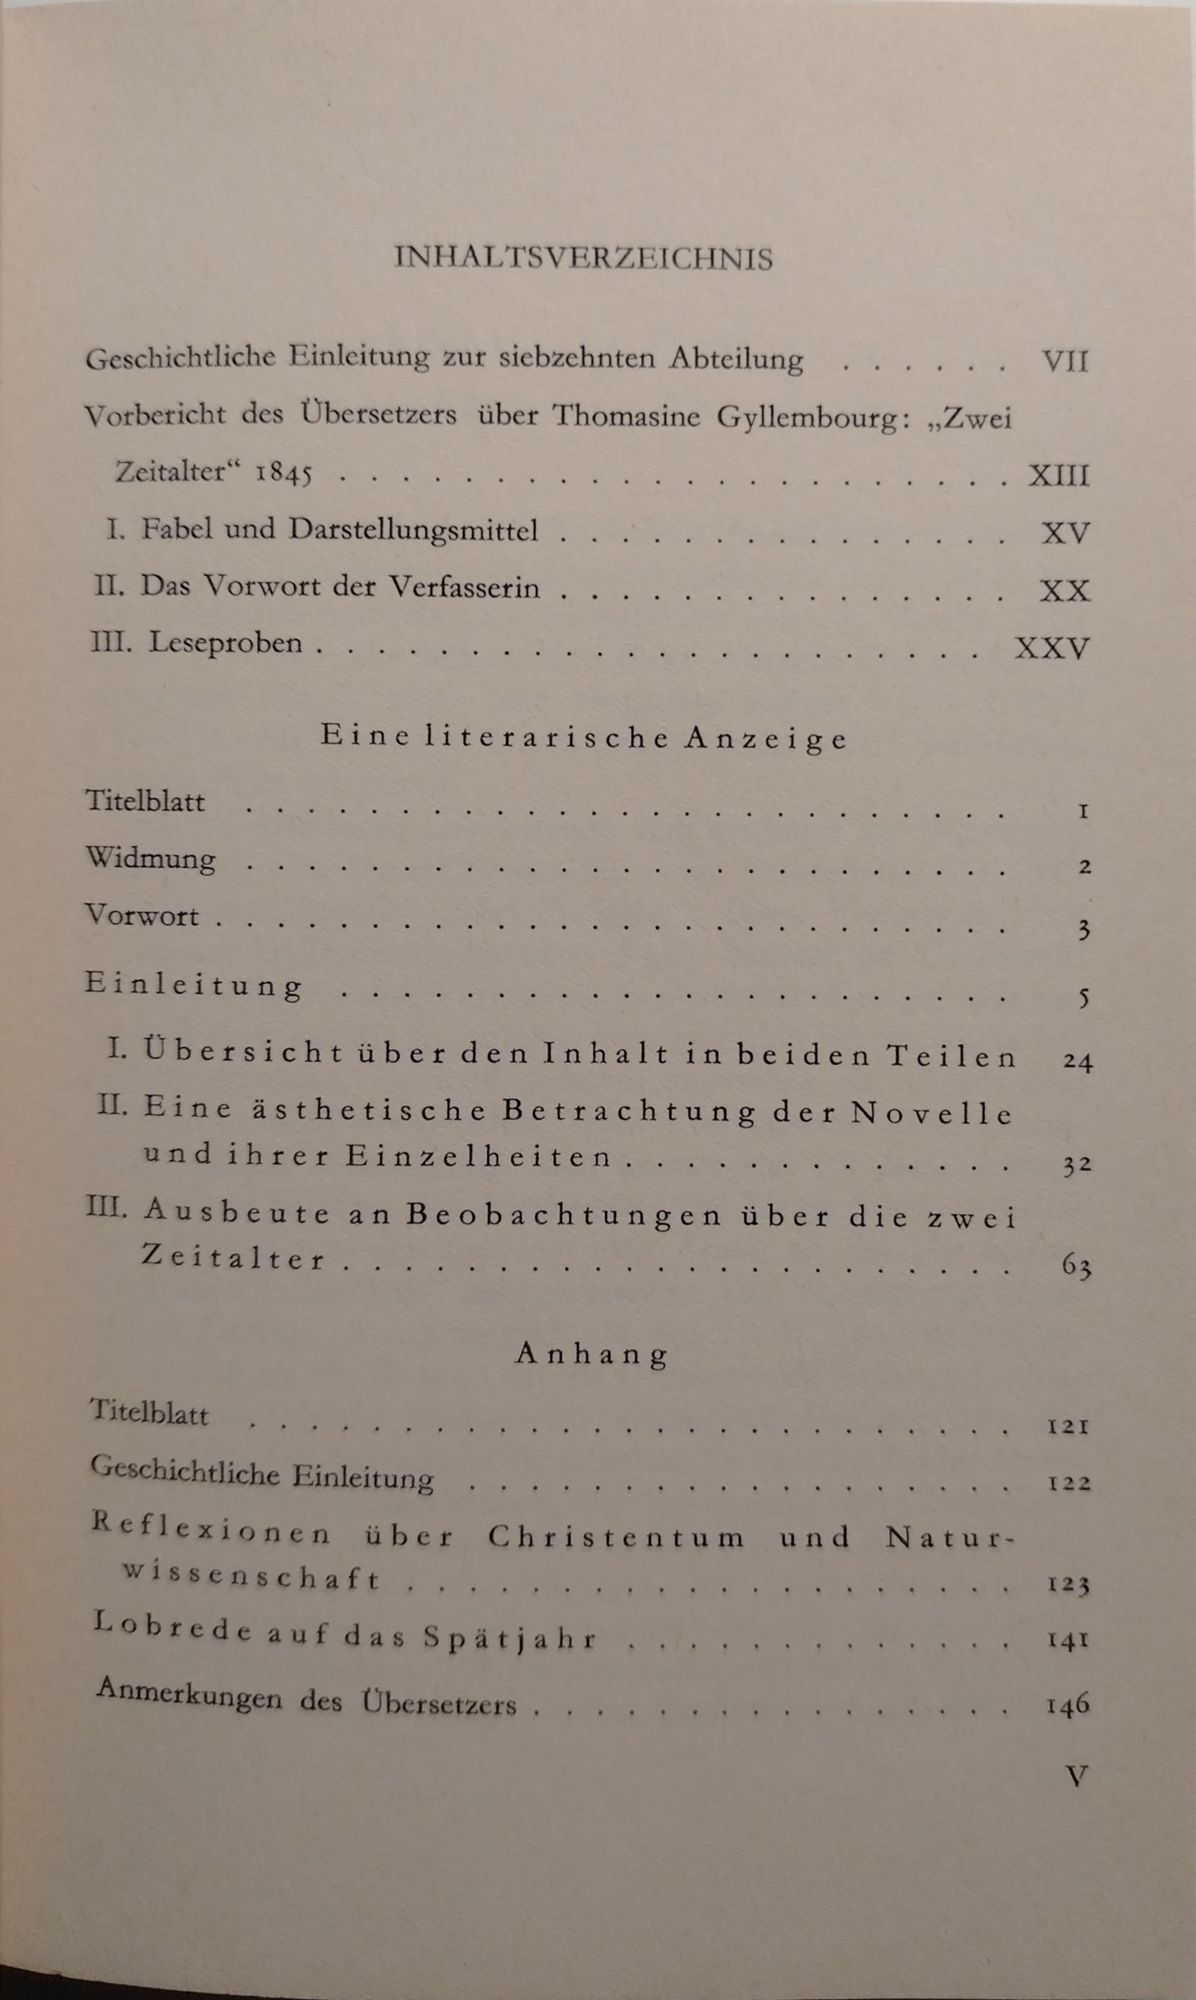 INHALTSVERZEICHNIS
Geschichtliche Einleitung zur siebzehnten Abteilung . . . . . . VII
Vorbericht des Übersetzers über Thomasine Gyllembourg: „Zwei
Zeitalter“ 1845 . . . . . . . . . . . . . . . . . . . . . . XIII
I. Fabel und Darstellungsmittel . . . . . . . . . . . . . . . XV
II. Das Vorwort der Verfasserin . . . . . . . . . . . . . . . XX
III. Leseproben . . . . . . . . . . . . . . . . . . . . . . XXV
Eine literarische Anzeige
Titelblatt . . . . . . . . . . . . . . . . . . . . . . . . . 1
Widmung . . . . . . . . . . . . . . . . . . . . . . . . . 2
Vorwort . . . . . . . . . . . . . . . . . . . . . . . . . . 3
Einleitung . . . . . . . . . . . . . . . . . . . . . . 5
I. Übersicht über den Inhalt in beiden Teilen 24
II. Eine ästhetische Betrachtung der Novelle
und ihrer Einzelheiten . . . . . . . . . . . . . 32
III. Ausbeute an Beobachtungen über die zwei
Zeitalter . . . . . . . . . . . . . . . . . . . . . . 63
Anhang
Titelblatt . . . . . . . . . . . . . . . . . . . . . . . . . 121
Geschichtliche Einleitung . . . . . . . . . . . . . . . . . . 122
Reflexionen über Christentum und Natur-
wissenschaft . . . . . . . . . . . . . . . . . . . . 123
Lobrede auf das Spätjahr . . . . . . . . . . . . . 141
Anmerkungen des Übersetzers . . . . . . . . . . . . . . . . 146
V